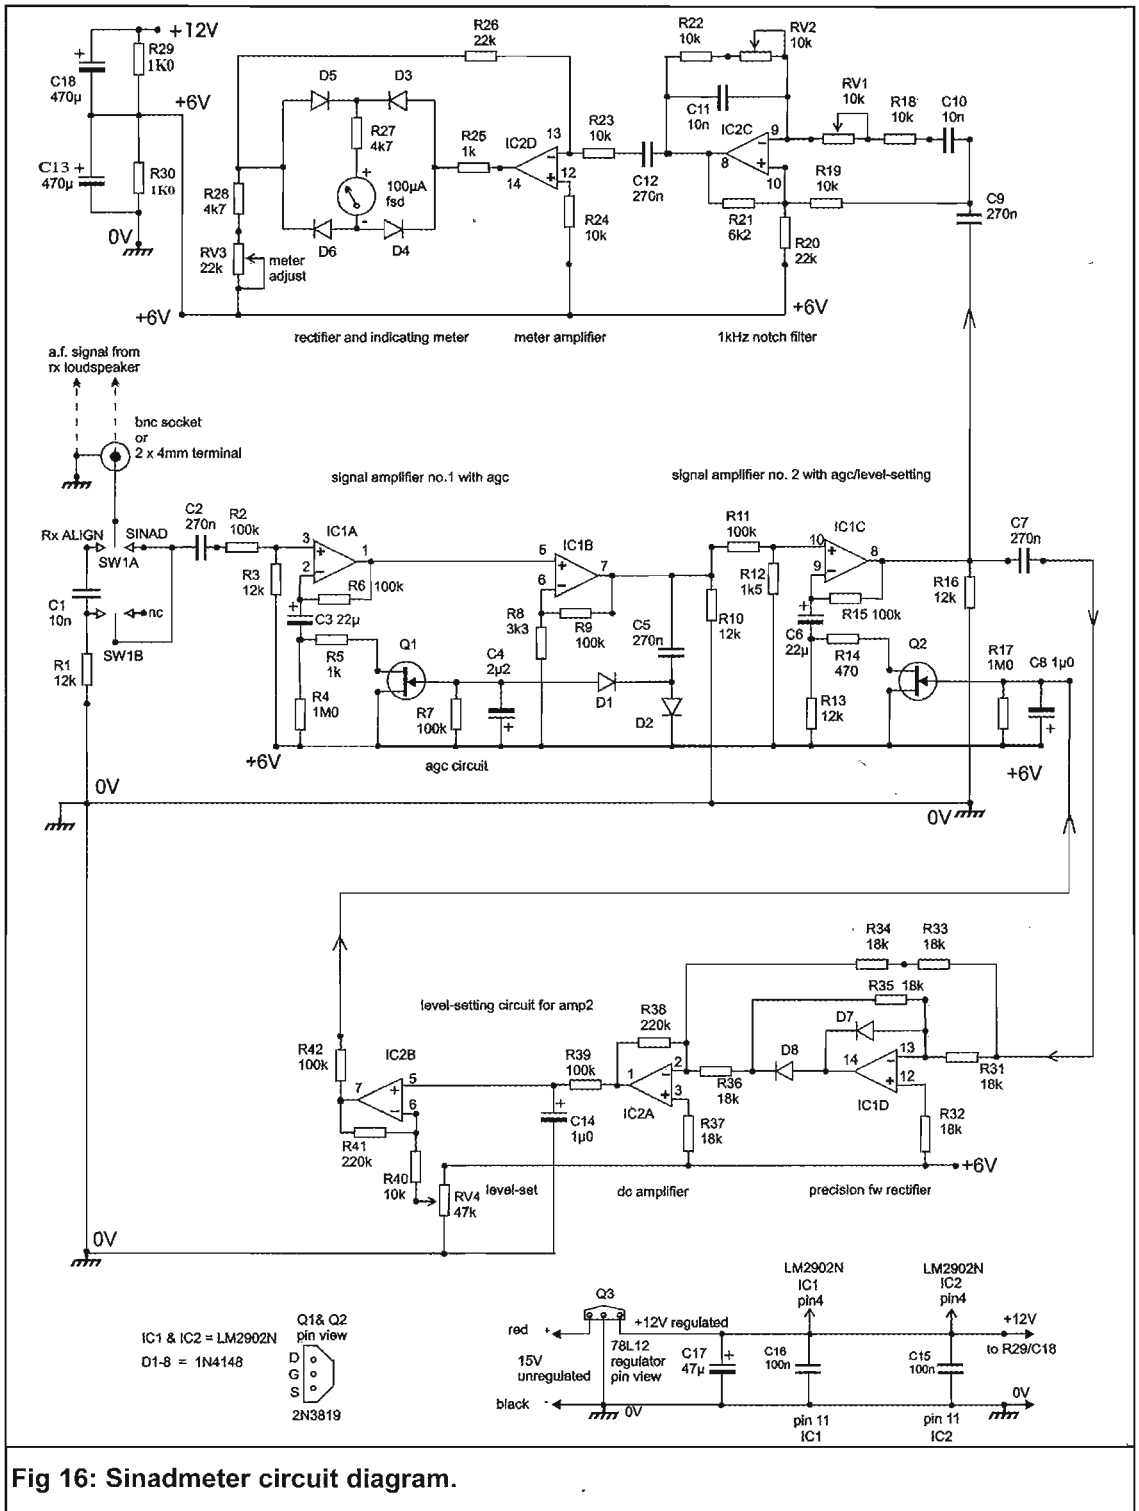 +12V
R29
1K0
C18
470µ
+6V
C13
470µ
R30
1K0
0V
+6V
R26
22k
D5
D3
R27
4k7
100µA
fsd
R28
4k7
D6
D4
RV3
22k
meter
adjust
R25
1k
IC2D
13
12
14
R23
10k
R24
10k
C12
270n
R22
10k
RV2
10k
C11
10n
IC2C
9
8
10
RV1
10k
R18
10k
C10
10n
R19
10k
R21
6k2
R20
22k
C9
270n
+6V
rectifier and indicating meter
meter amplifier
1kHz notch filter
a.f. signal from
rx loudspeaker
bnc socket
or
2 x 4mm terminal
signal amplifier no.1 with agc
signal amplifier no. 2 with agc/level-setting
Rx ALIGN
SINAD
SW1A
C2
270n
R2
100k
C1
10n
nc
SW1B
R1
12k
R3
12k
IC1A
3
2
1
R6
100k
C3 22µ
R5
1k
R4
1M0
Q1
R7
100k
C4
2µ2
IC1B
5
6
7
R8
3k3
R9
100k
C5
270n
D1
D2
R10
12k
R11
100k
R12
1k5
IC1C
10
9
8
R15 100k
C6
22µ
R14
470
R13
12k
Q2
R16
12k
C7
270n
R17
1M0
C8 1µ0
+6V
agc circuit
+6V
0V
0V
level-setting circuit for amp2
R34
18k
R33
18k
R35 18k
D7
D8
R38
220k
R42
100k
IC2B
5
6
7
R39
100k
1
2
3
IC2A
R36
18k
14
13
12
IC1D
R31
18k
R32
18k
R37
18k
C14
1µ0
R41
220k
R40
10k
RV4
47k
level-set
dc amplifier
precision fw rectifier
+6V
0V
IC1 & IC2 = LM2902N
D1-8 = 1N4148
Q1& Q2
pin view
D
G
S
2N3819
Q3
red
+
+12V regulated
15V
unregulated
78L12
regulator
pin view
black
-
0V
C17
47µ
LM2902N
IC1
pin4
C16
100n
pin 11
IC1
LM2902N
IC2
pin4
C15
100n
pin 11
IC2
+12V
to R29/C18
0V
Fig 16: Sinadmeter circuit diagram.